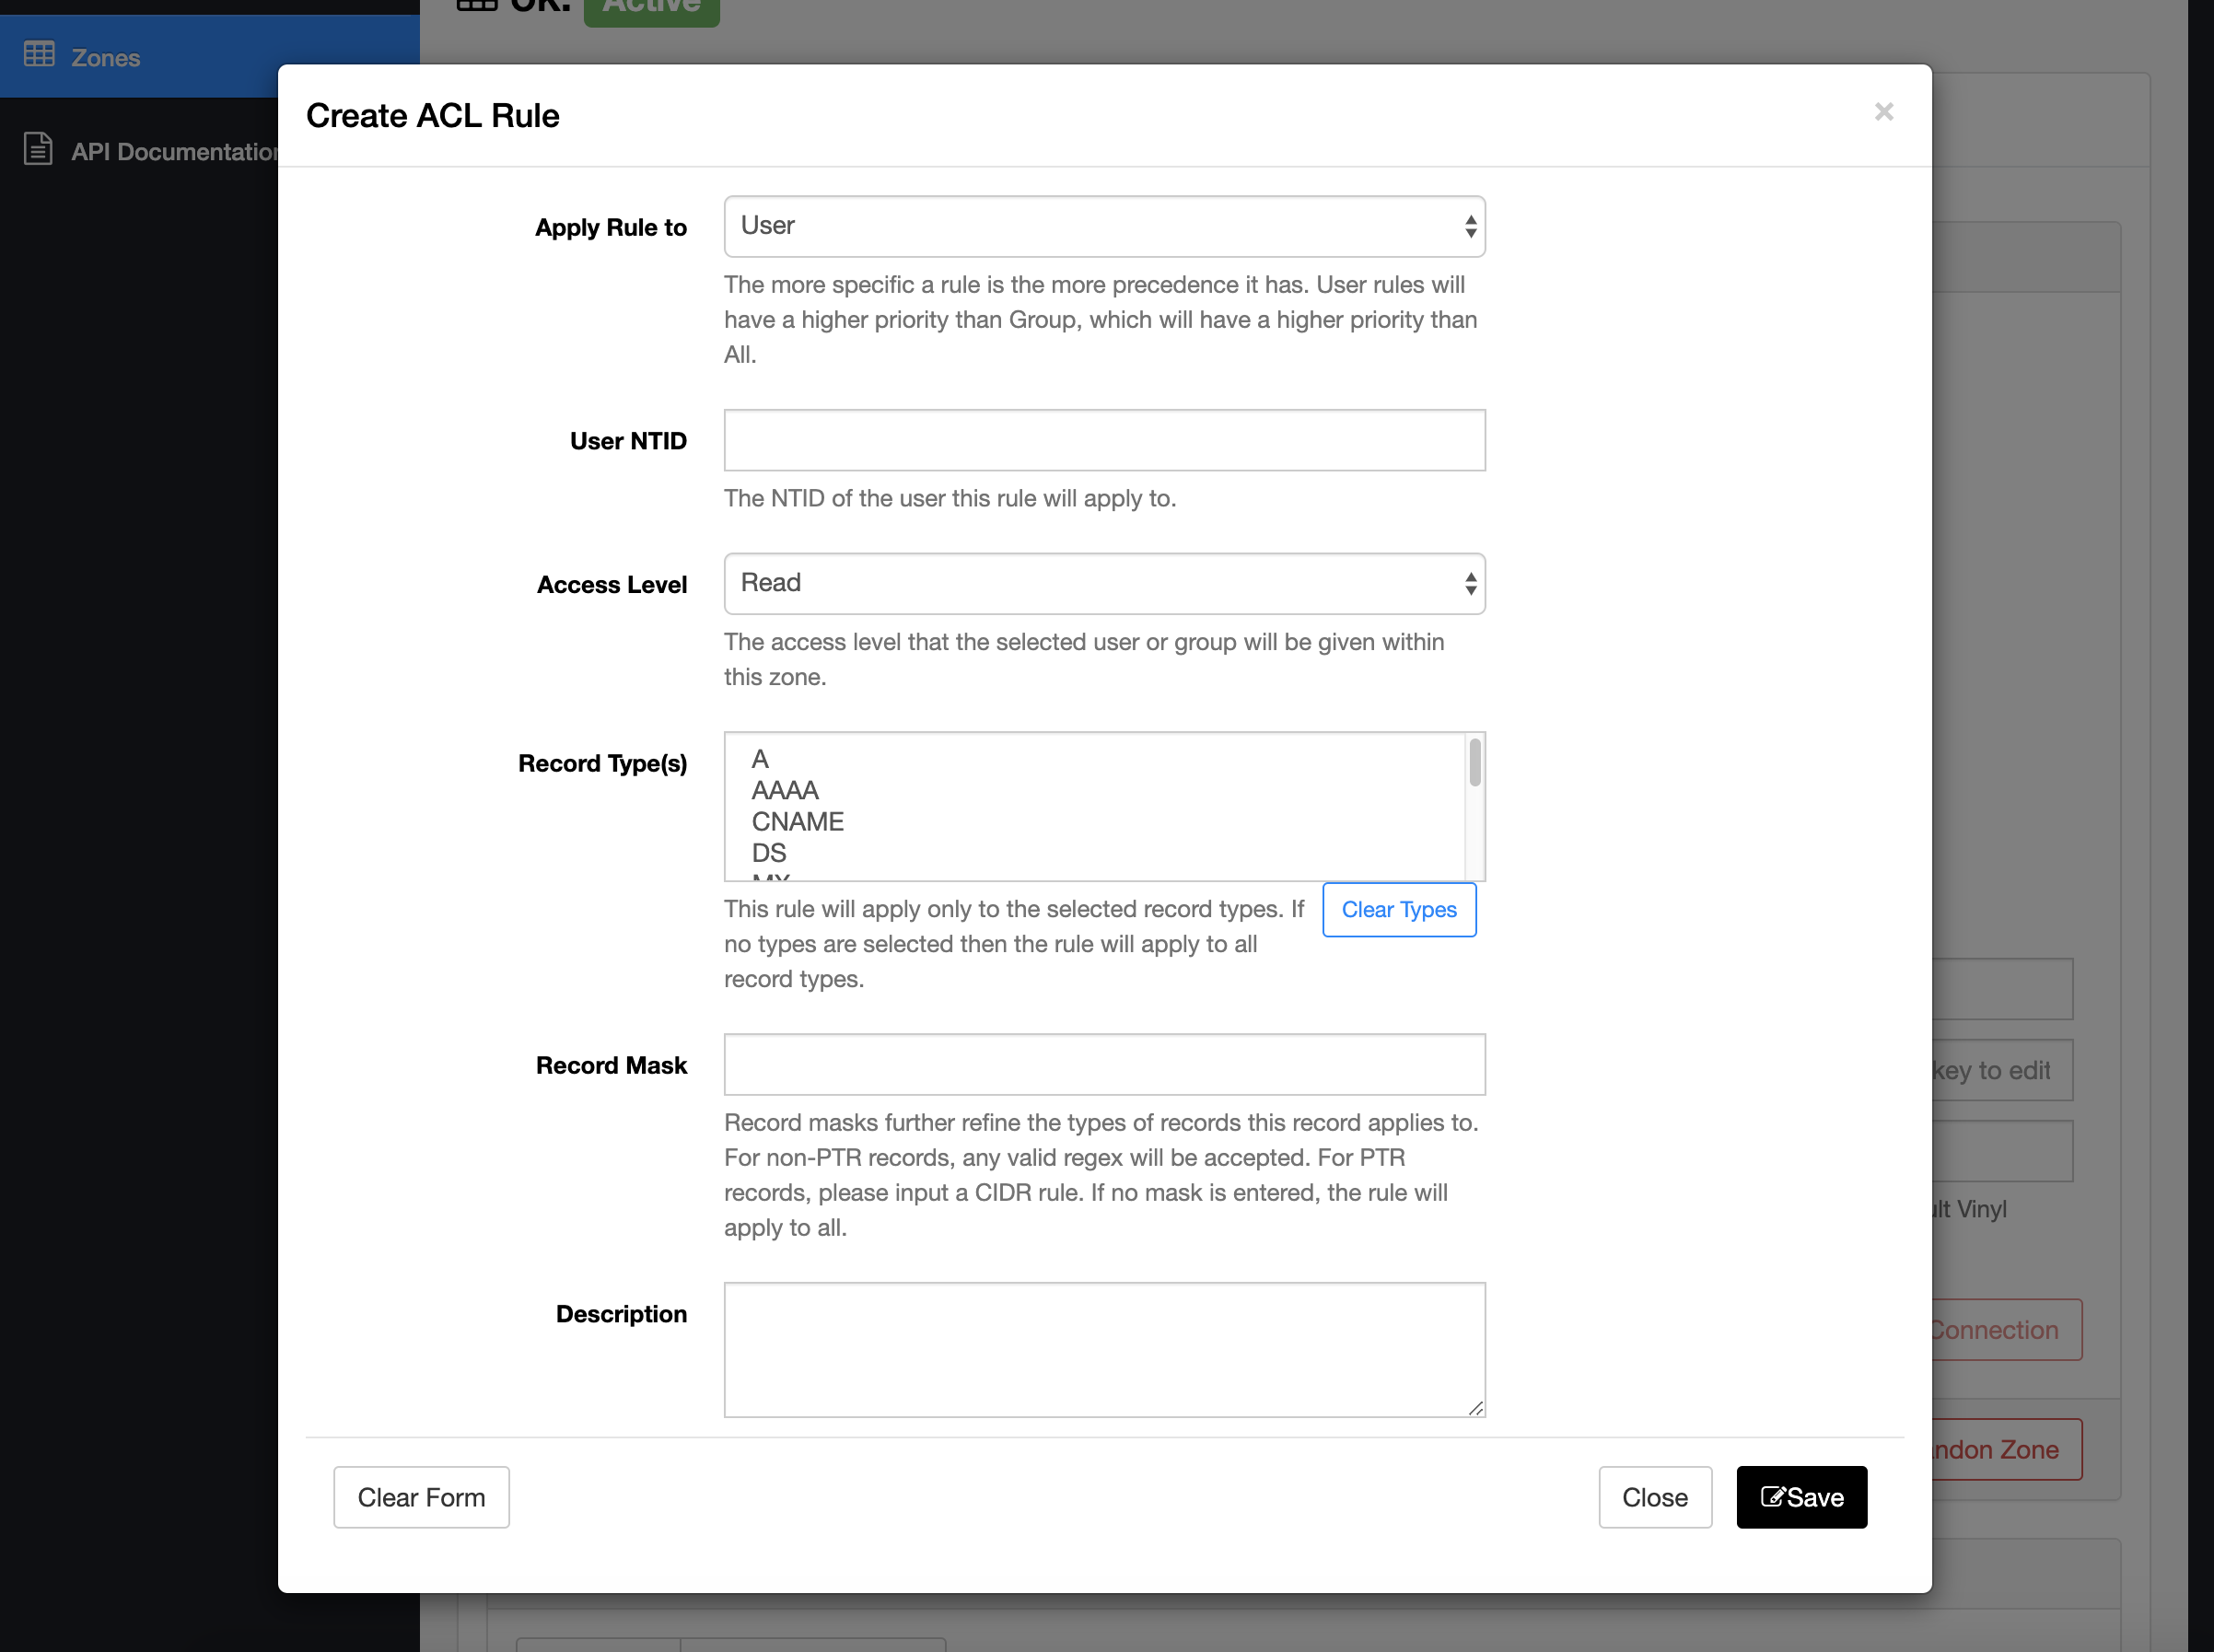 OK.
Active
Zones
API Documentation
Create ACL Rule
×
Apply Rule to
User
The more specific a rule is the more precedence it has. User rules will
have a higher priority than Group, which will have a higher priority than
All.
User NTID
The NTID of the user this rule will apply to.
Access Level
Read
The access level that the selected user or group will be given within
this zone.
Record Type(s)
A
AAAA
CNAME
DS
MX
This rule will apply only to the selected record types. If
no types are selected then the rule will apply to all
record types.
Clear Types
Record Mask
Record masks further refine the types of records this record applies to.
For non-PTR records, any valid regex will be accepted. For PTR
records, please input a CIDR rule. If no mask is entered, the rule will
apply to all.
key to edit
ult Vinyl
Description
Connection
ndon Zone
Clear Form
Close
Save